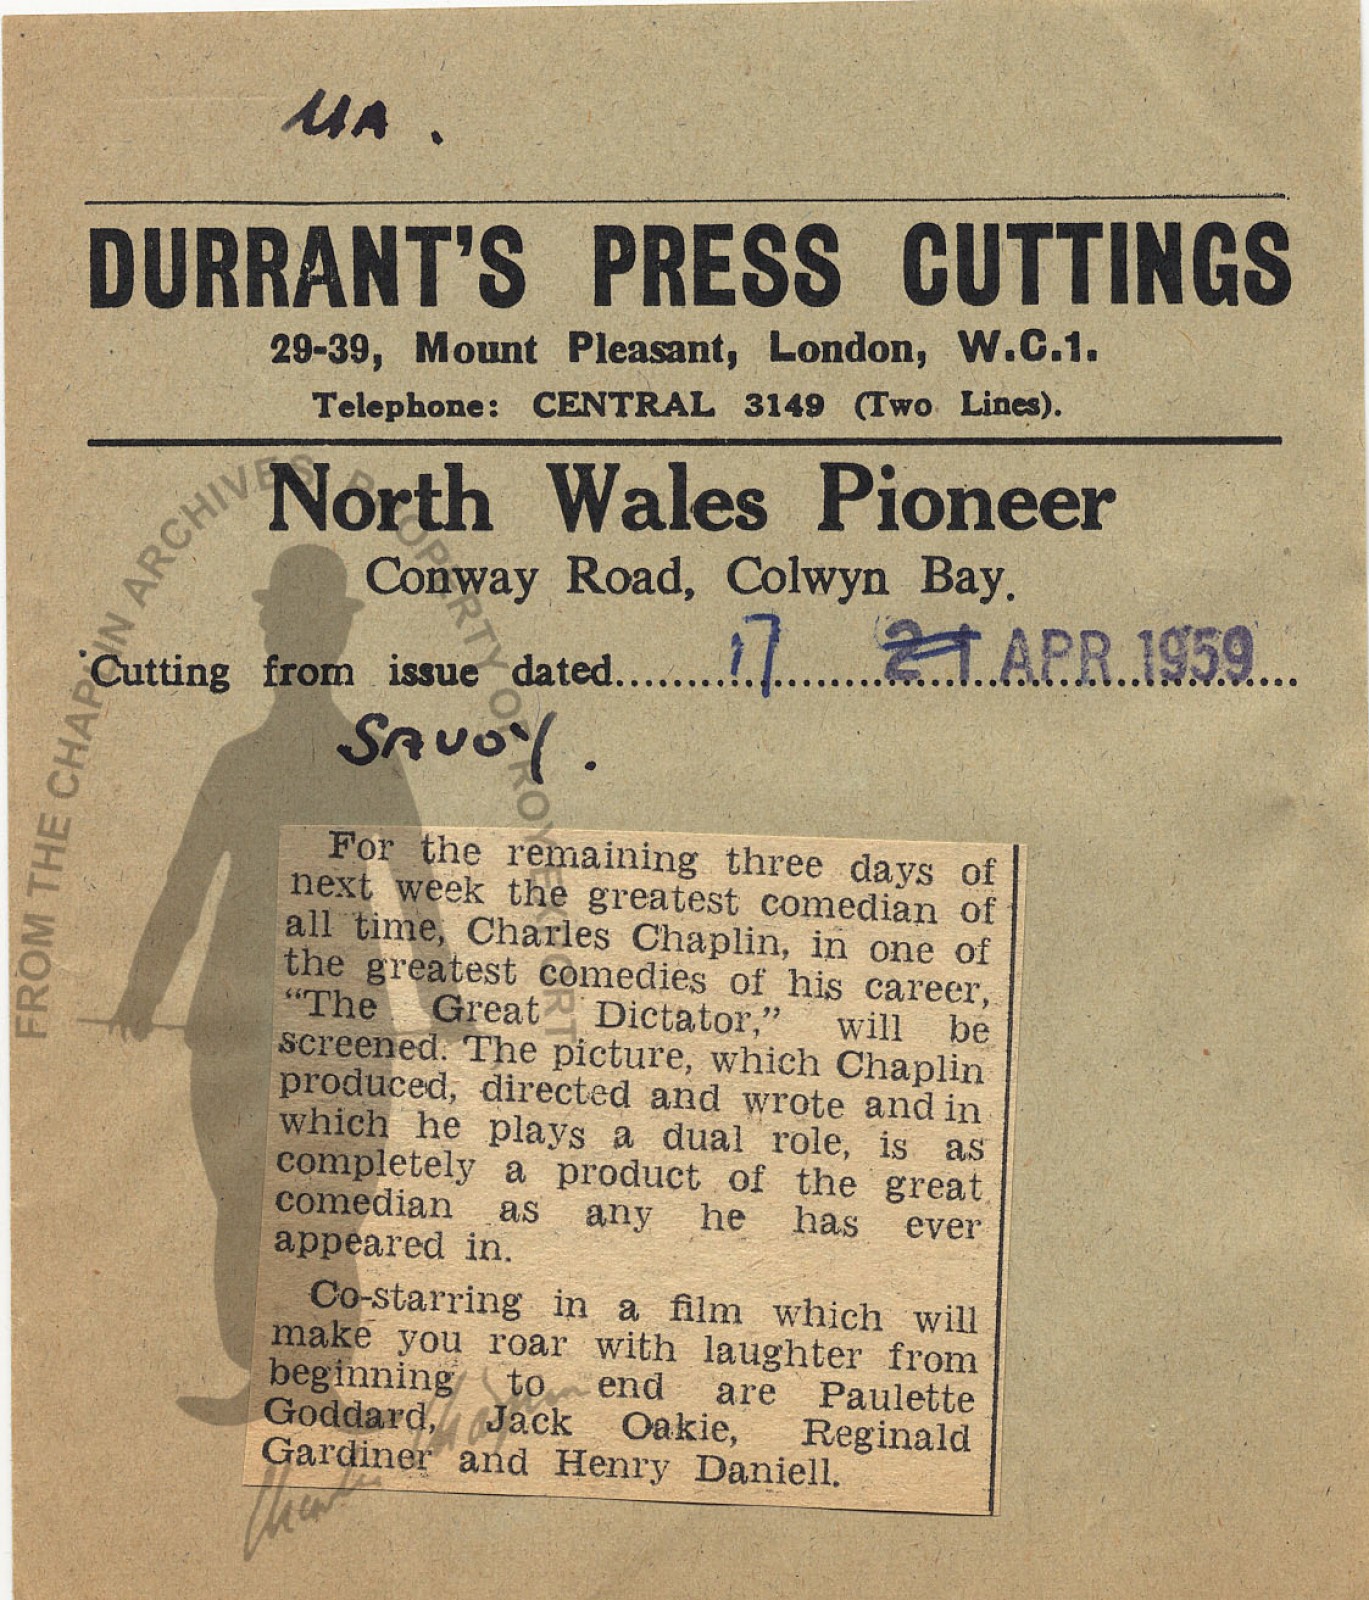 UA.
DURRANT'S PRESS CUTTINGS
29-39, Mount Pleasant, London, W.C.1.
Telephone: CENTRAL 3149 (Two Lines).
North Wales Pioneer
Conway Road, Colwyn Bay.
Cutting from issue dated.....17.....21 APR 1959
SAVOY.
For the remaining three days of
next week the greatest comedian of
all time, Charles Chaplin, in one of
the greatest comedies of his career,
“The Great Dictator,” will be
screened. The picture, which Chaplin
produced, directed and wrote and in
which he plays a dual role, is as
completely a product of the great
comedian as any he has ever
appeared in.
Co-starring in a film which will
make you roar with laughter from
beginning to end are Paulette
Goddard, Jack Oakie, Reginald
Gardiner and Henry Daniell.
FROM THE CHAPLIN ARCHIVES. PROPERTY OF ROY EXPORT
Charles Chaplin